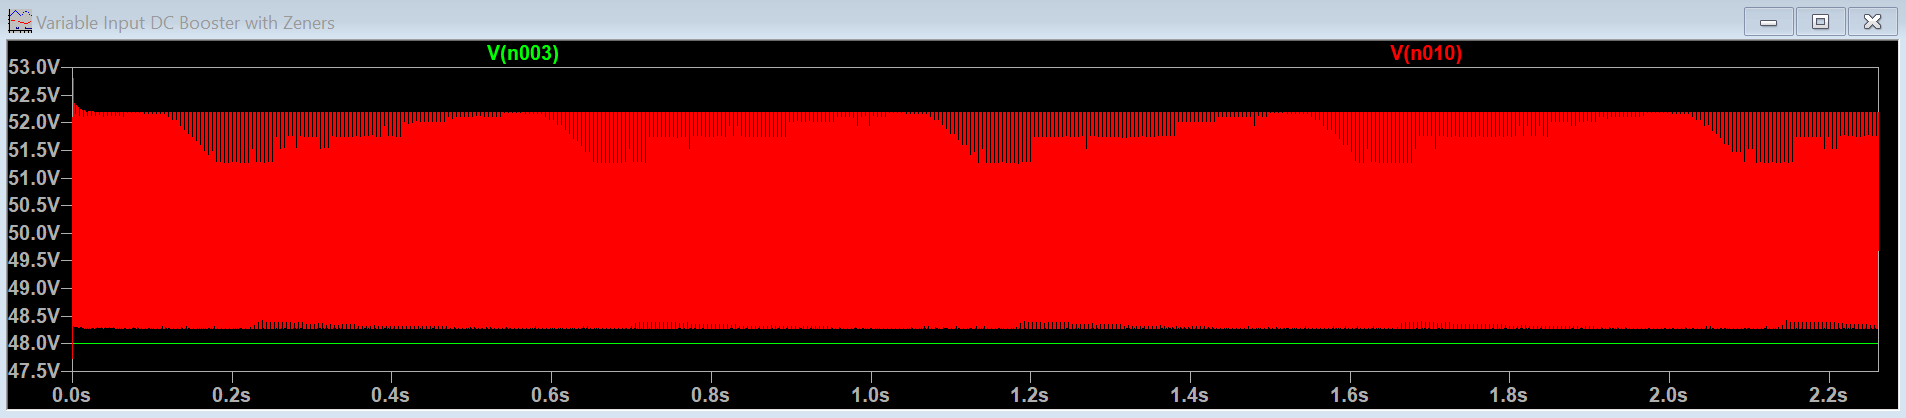 Variable Input DC Booster with Zeners
V(n003) V(n010)
53.0V
52.5V
52.0V
51.5V
51.0V
50.5V
50.0V
49.5V
49.0V
48.5V
48.0V
47.5V
0.0s 0.2s 0.4s 0.6s 0.8s 1.0s 1.2s 1.4s 1.6s 1.8s 2.0s 2.2s